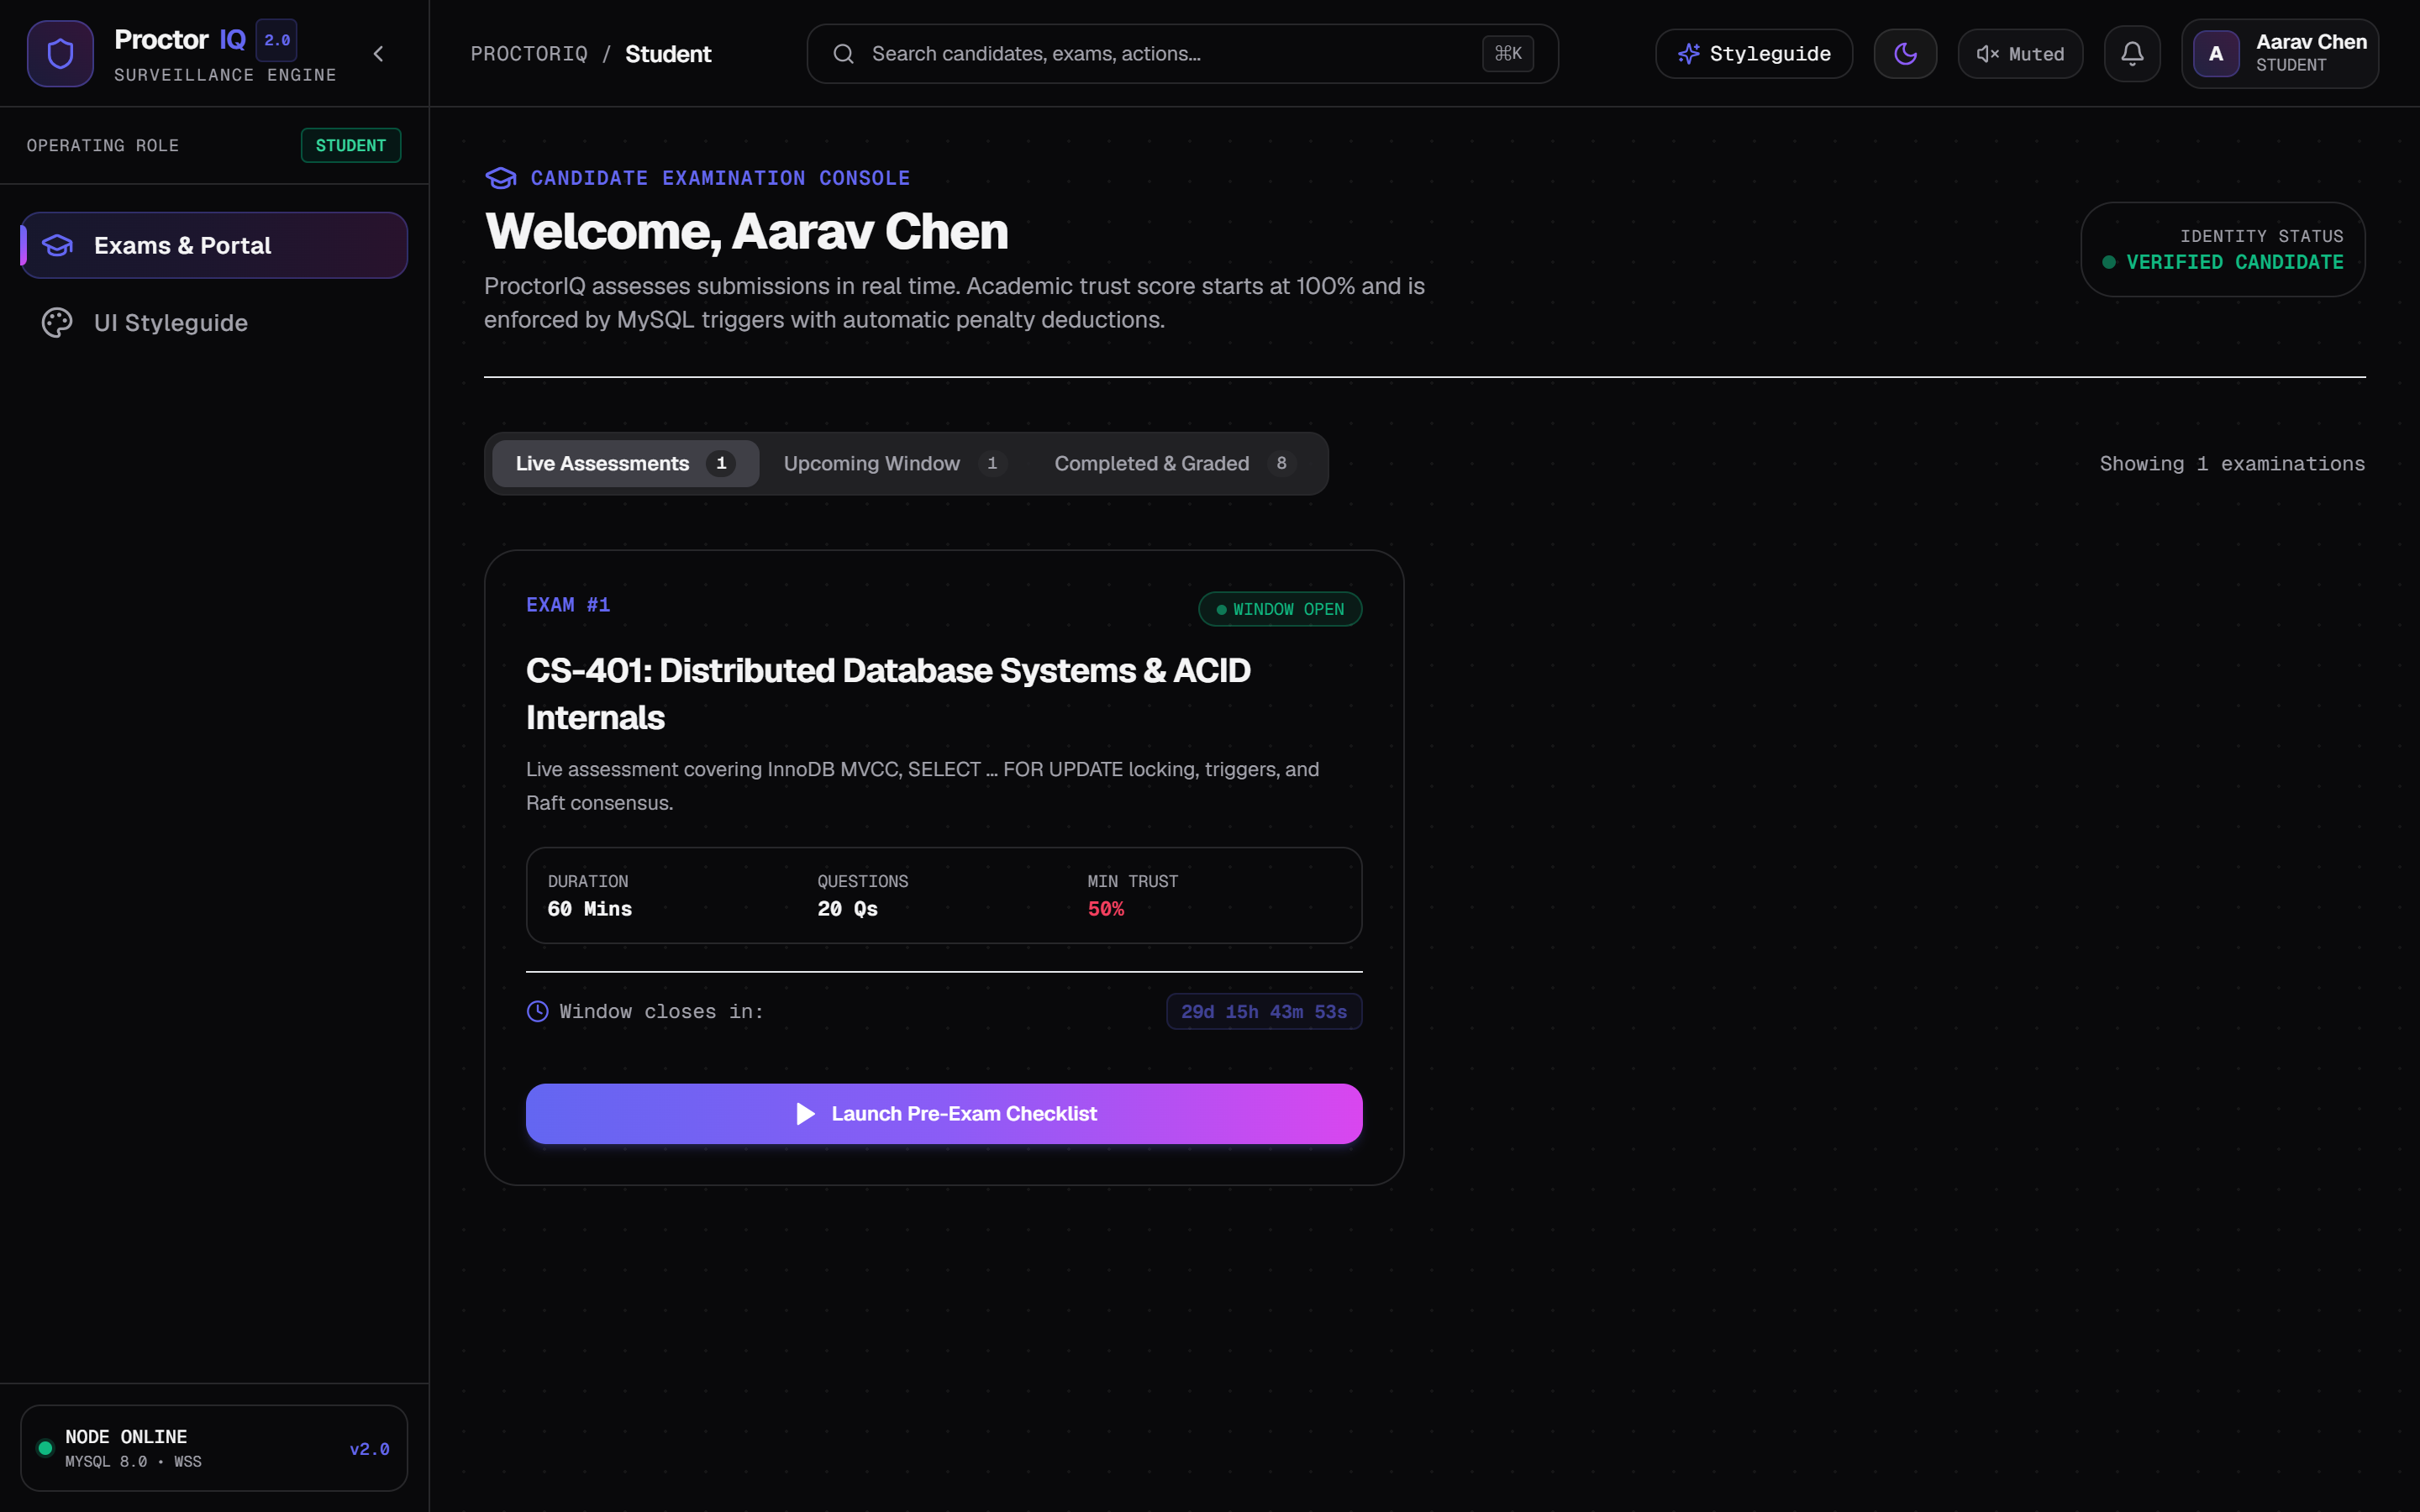 Proctor IQ 2.0
SURVEILLANCE ENGINE
PROCTORIQ / Student
Search candidates, exams, actions...
⌘K
Styleguide
Muted
A
Aarav Chen
STUDENT
OPERATING ROLE
STUDENT
Exams & Portal
UI Styleguide
CANDIDATE EXAMINATION CONSOLE
Welcome, Aarav Chen
ProctorIQ assesses submissions in real time. Academic trust score starts at 100% and is
enforced by MySQL triggers with automatic penalty deductions.
IDENTITY STATUS
VERIFIED CANDIDATE
Live Assessments 1
Upcoming Window 1
Completed & Graded 8
Showing 1 examinations
EXAM #1
WINDOW OPEN
CS-401: Distributed Database Systems & ACID
Internals
Live assessment covering InnoDB MVCC, SELECT ... FOR UPDATE locking, triggers, and
Raft consensus.
DURATION
60 Mins
QUESTIONS
20 Qs
MIN TRUST
50%
Window closes in:
29d 15h 43m 53s
Launch Pre-Exam Checklist
NODE ONLINE
MYSQL 8.0 • WSS
v2.0